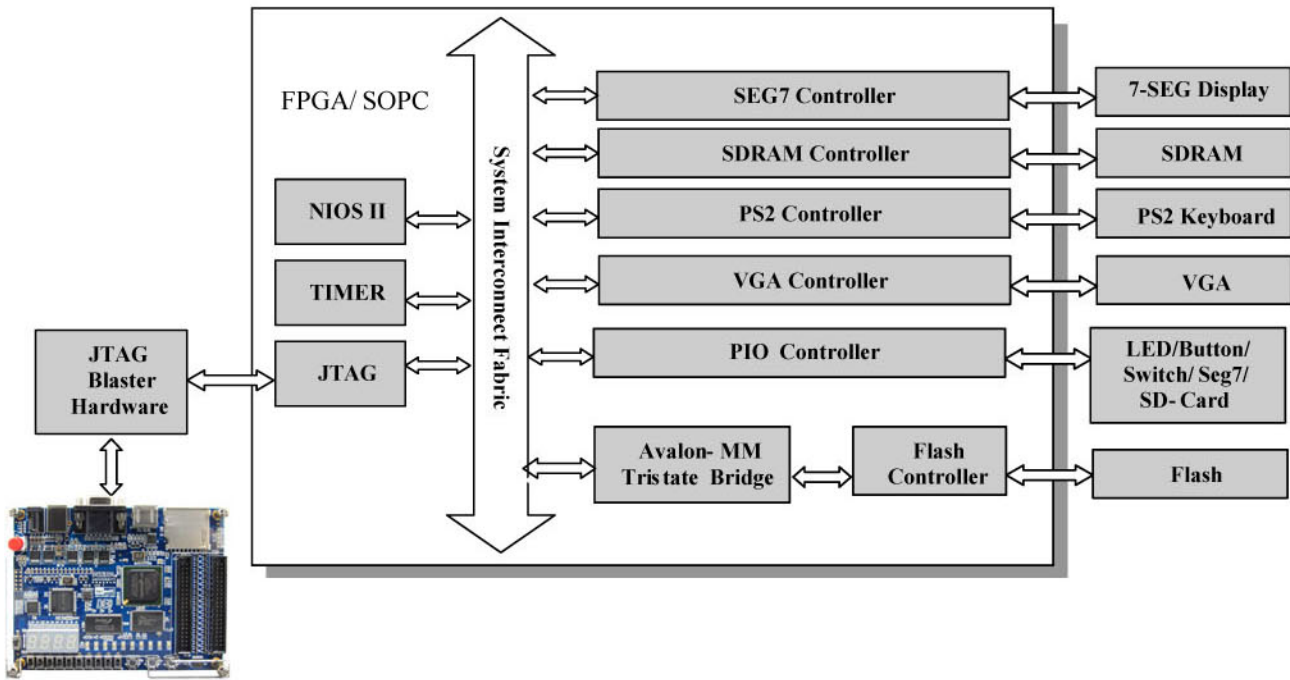 FPGA/ SOPC
System Interconnect Fabric
NIOS II
TIMER
JTAG
JTAG
Blaster
Hardware
SEG7 Controller
7-SEG Display
SDRAM Controller
SDRAM
PS2 Controller
PS2 Keyboard
VGA Controller
VGA
PIO Controller
LED/Button/
Switch/ Seg7/
SD- Card
Avalon- MM
Tristate Bridge
Flash
Controller
Flash